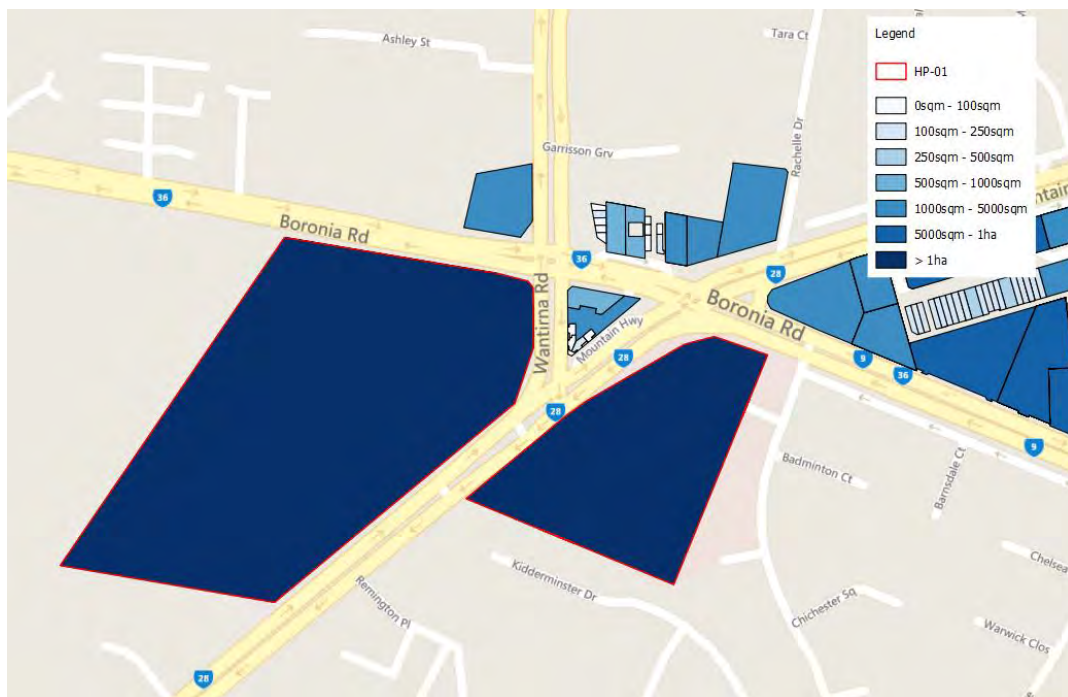 Ashley St
Tara Ct
Rachelle Dr
Garrisson Grv
36
Boronia Rd
36
28
Wantirna Rd
Boronia Rd
Mountain Hwy
28
28
9
36
9
Badminton Ct
Barnsdale Ct
Chelsea
Kidderminster Dr
Chichester Sq
Remington Pl
Warwick Clos
28
Legend
HP-01
0sqm - 100sqm
100sqm - 250sqm
250sqm - 500sqm
500sqm - 1000sqm
1000sqm - 5000sqm
5000sqm - 1ha
> 1ha